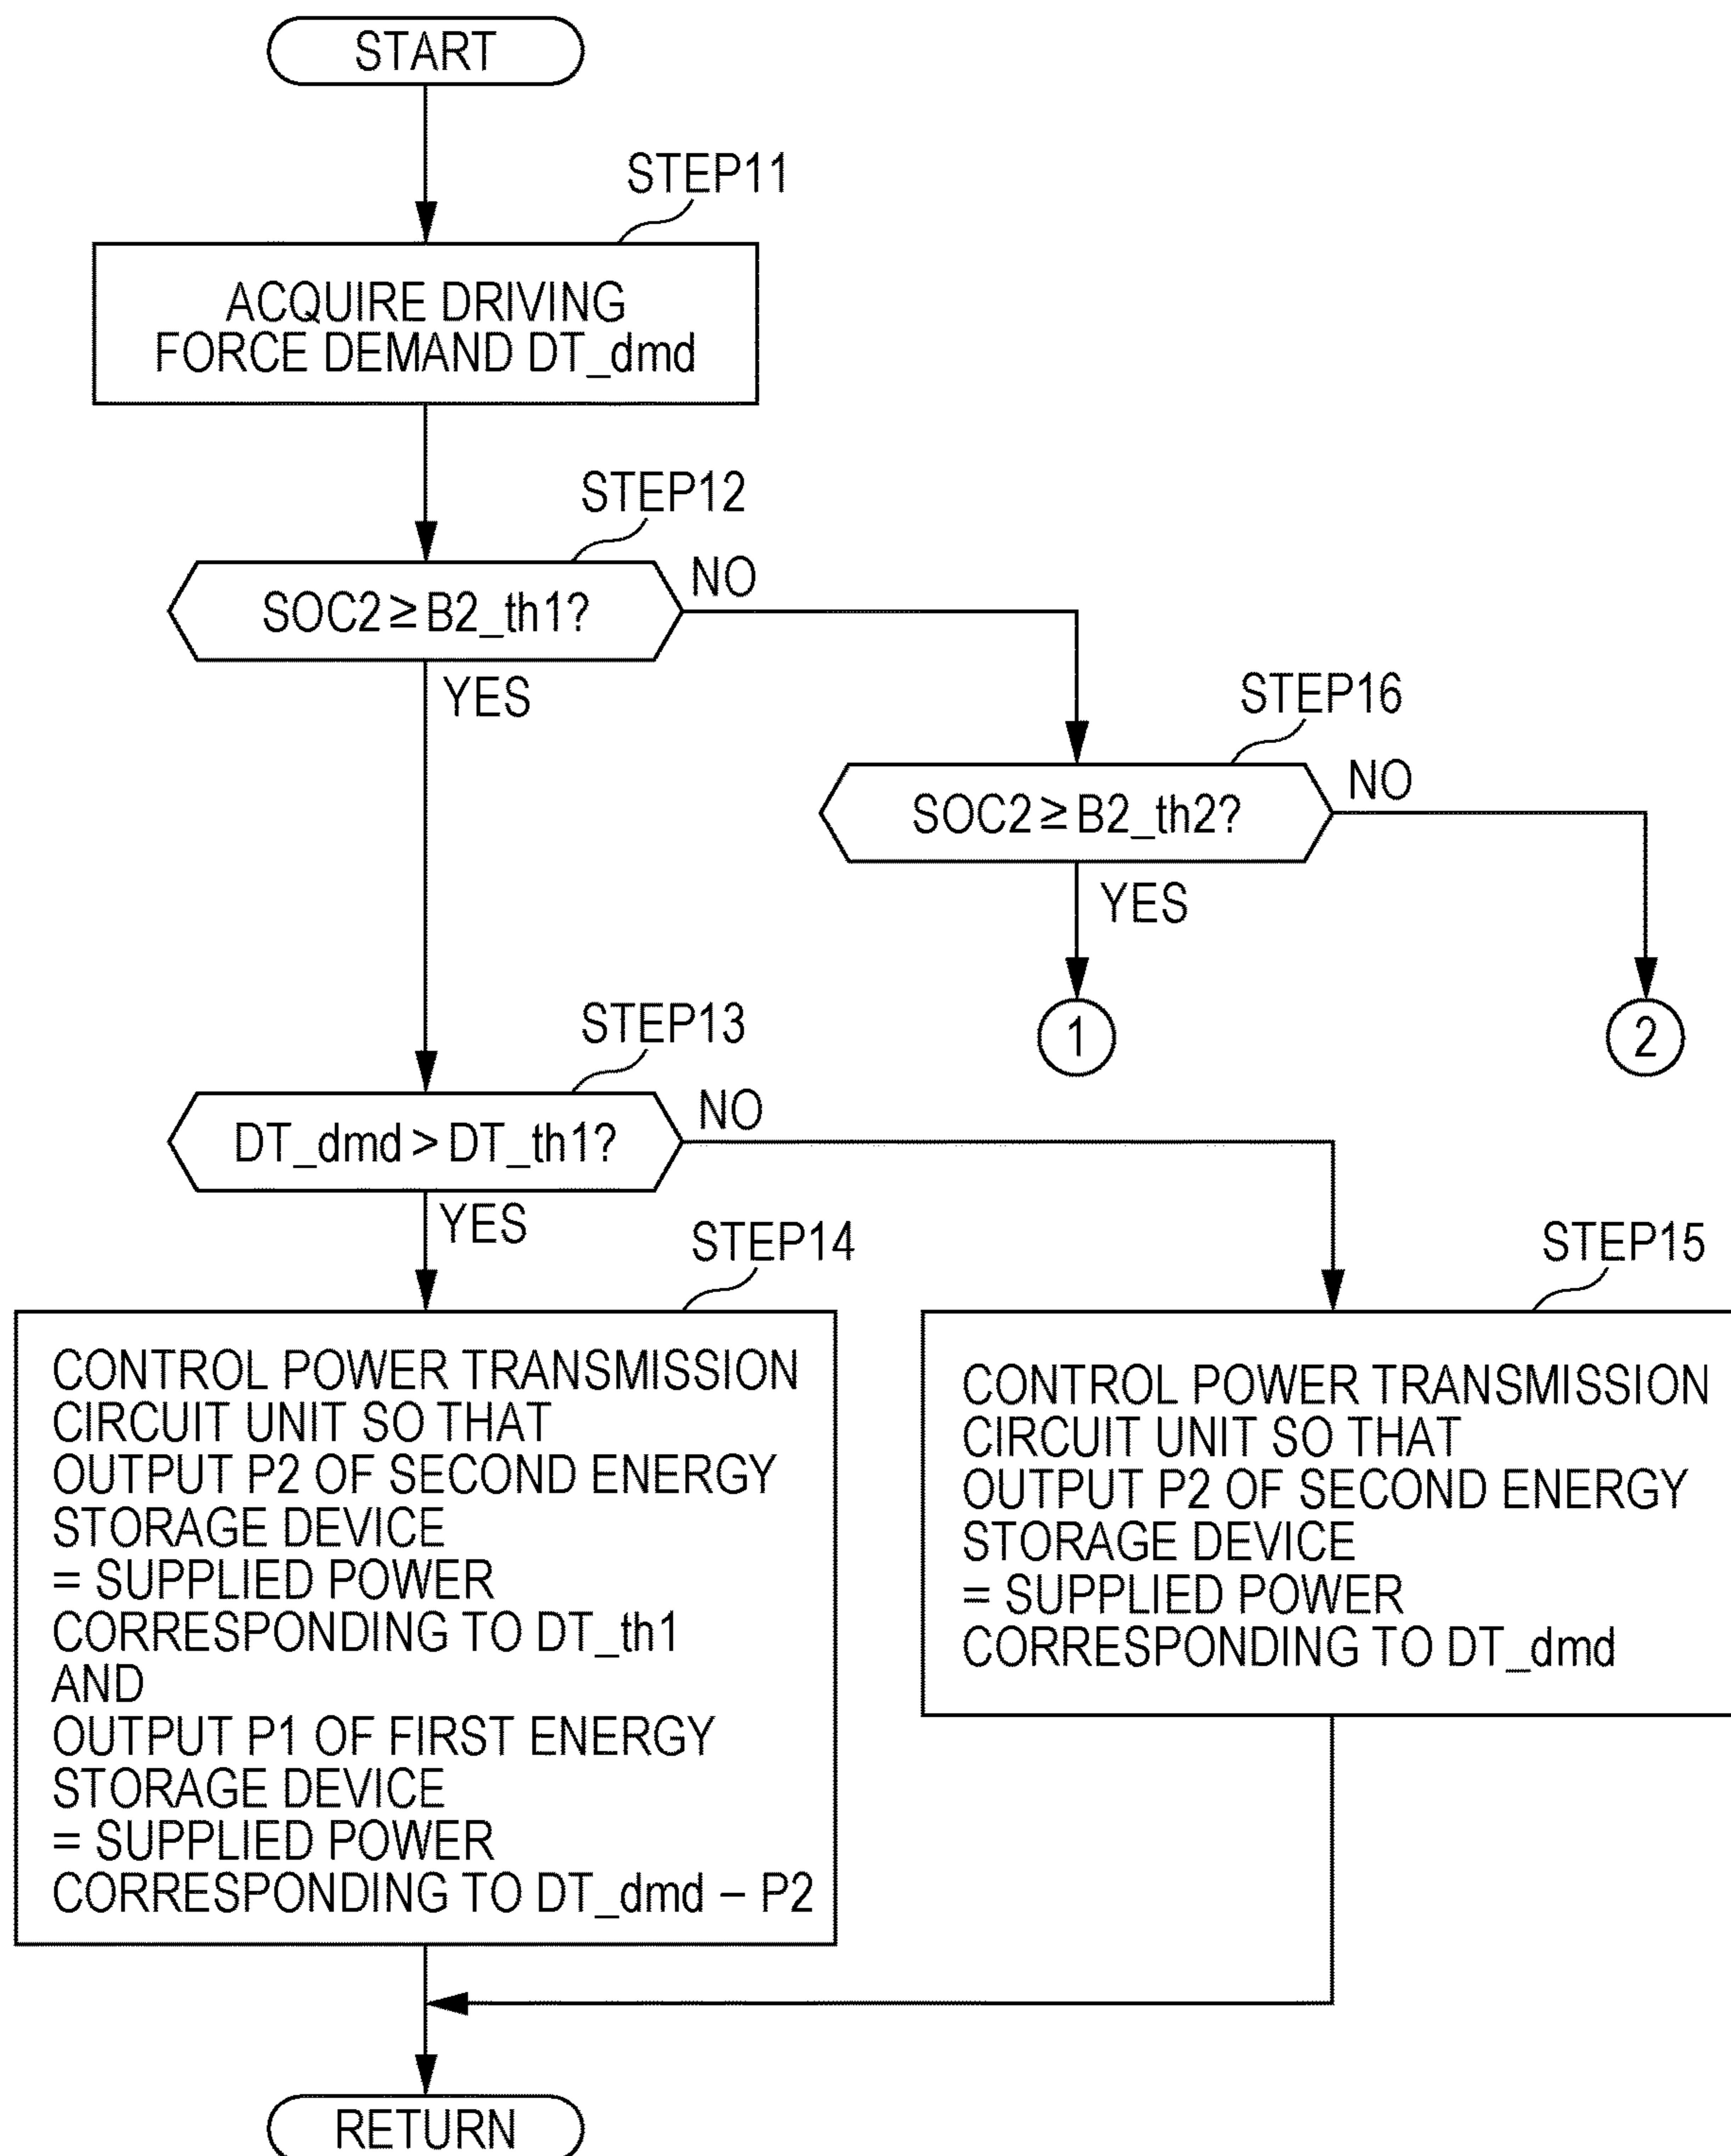 START
STEP11
ACQUIRE DRIVING
FORCE DEMAND DT_dmd
STEP12
SOC2 ≥ B2_th1?
NO
YES
STEP16
SOC2 ≥ B2_th2?
NO
YES
1
2
STEP13
DT_dmd > DT_th1?
NO
YES
STEP14
CONTROL POWER TRANSMISSION
CIRCUIT UNIT SO THAT
OUTPUT P2 OF SECOND ENERGY
STORAGE DEVICE
= SUPPLIED POWER
CORRESPONDING TO DT_th1
AND
OUTPUT P1 OF FIRST ENERGY
STORAGE DEVICE
= SUPPLIED POWER
CORRESPONDING TO DT_dmd – P2
STEP15
CONTROL POWER TRANSMISSION
CIRCUIT UNIT SO THAT
OUTPUT P2 OF SECOND ENERGY
STORAGE DEVICE
= SUPPLIED POWER
CORRESPONDING TO DT_dmd
RETURN